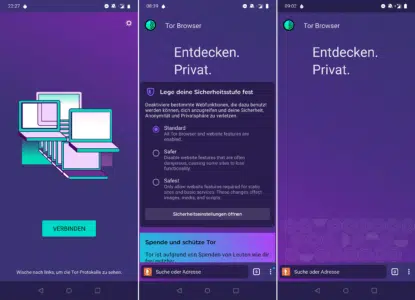 23:27
VERBINDEN
Wische nach links, um die Tor Protokolle zu sehen.
08:59
Tor Browser
Entdecken.
Privat.
Lege deine Sicherheitsstufe fest
Deaktiviere bestimmte Webfunktionen, die dazu benutzt
werden können, dich anzugreifen und deine Sicherheit,
Anonymität und Privatsphäre zu verletzen.
Standard
All Tor Browser and website features are
enabled.
Safer
Disable website features that are often
dangerous, causing some sites to lose
functionality.
Safest
Only allow website features required for static
sites and basic services. These changes affect
images, media, and scripts.
Sicherheitseinstellungen öffnen
Spende und schütze Tor
Tor ist aufgrund von Spenden von Leuten wie dir
Suche oder Adresse
0
09:02
Tor Browser
Entdecken.
Privat.
Suche oder Adresse
0